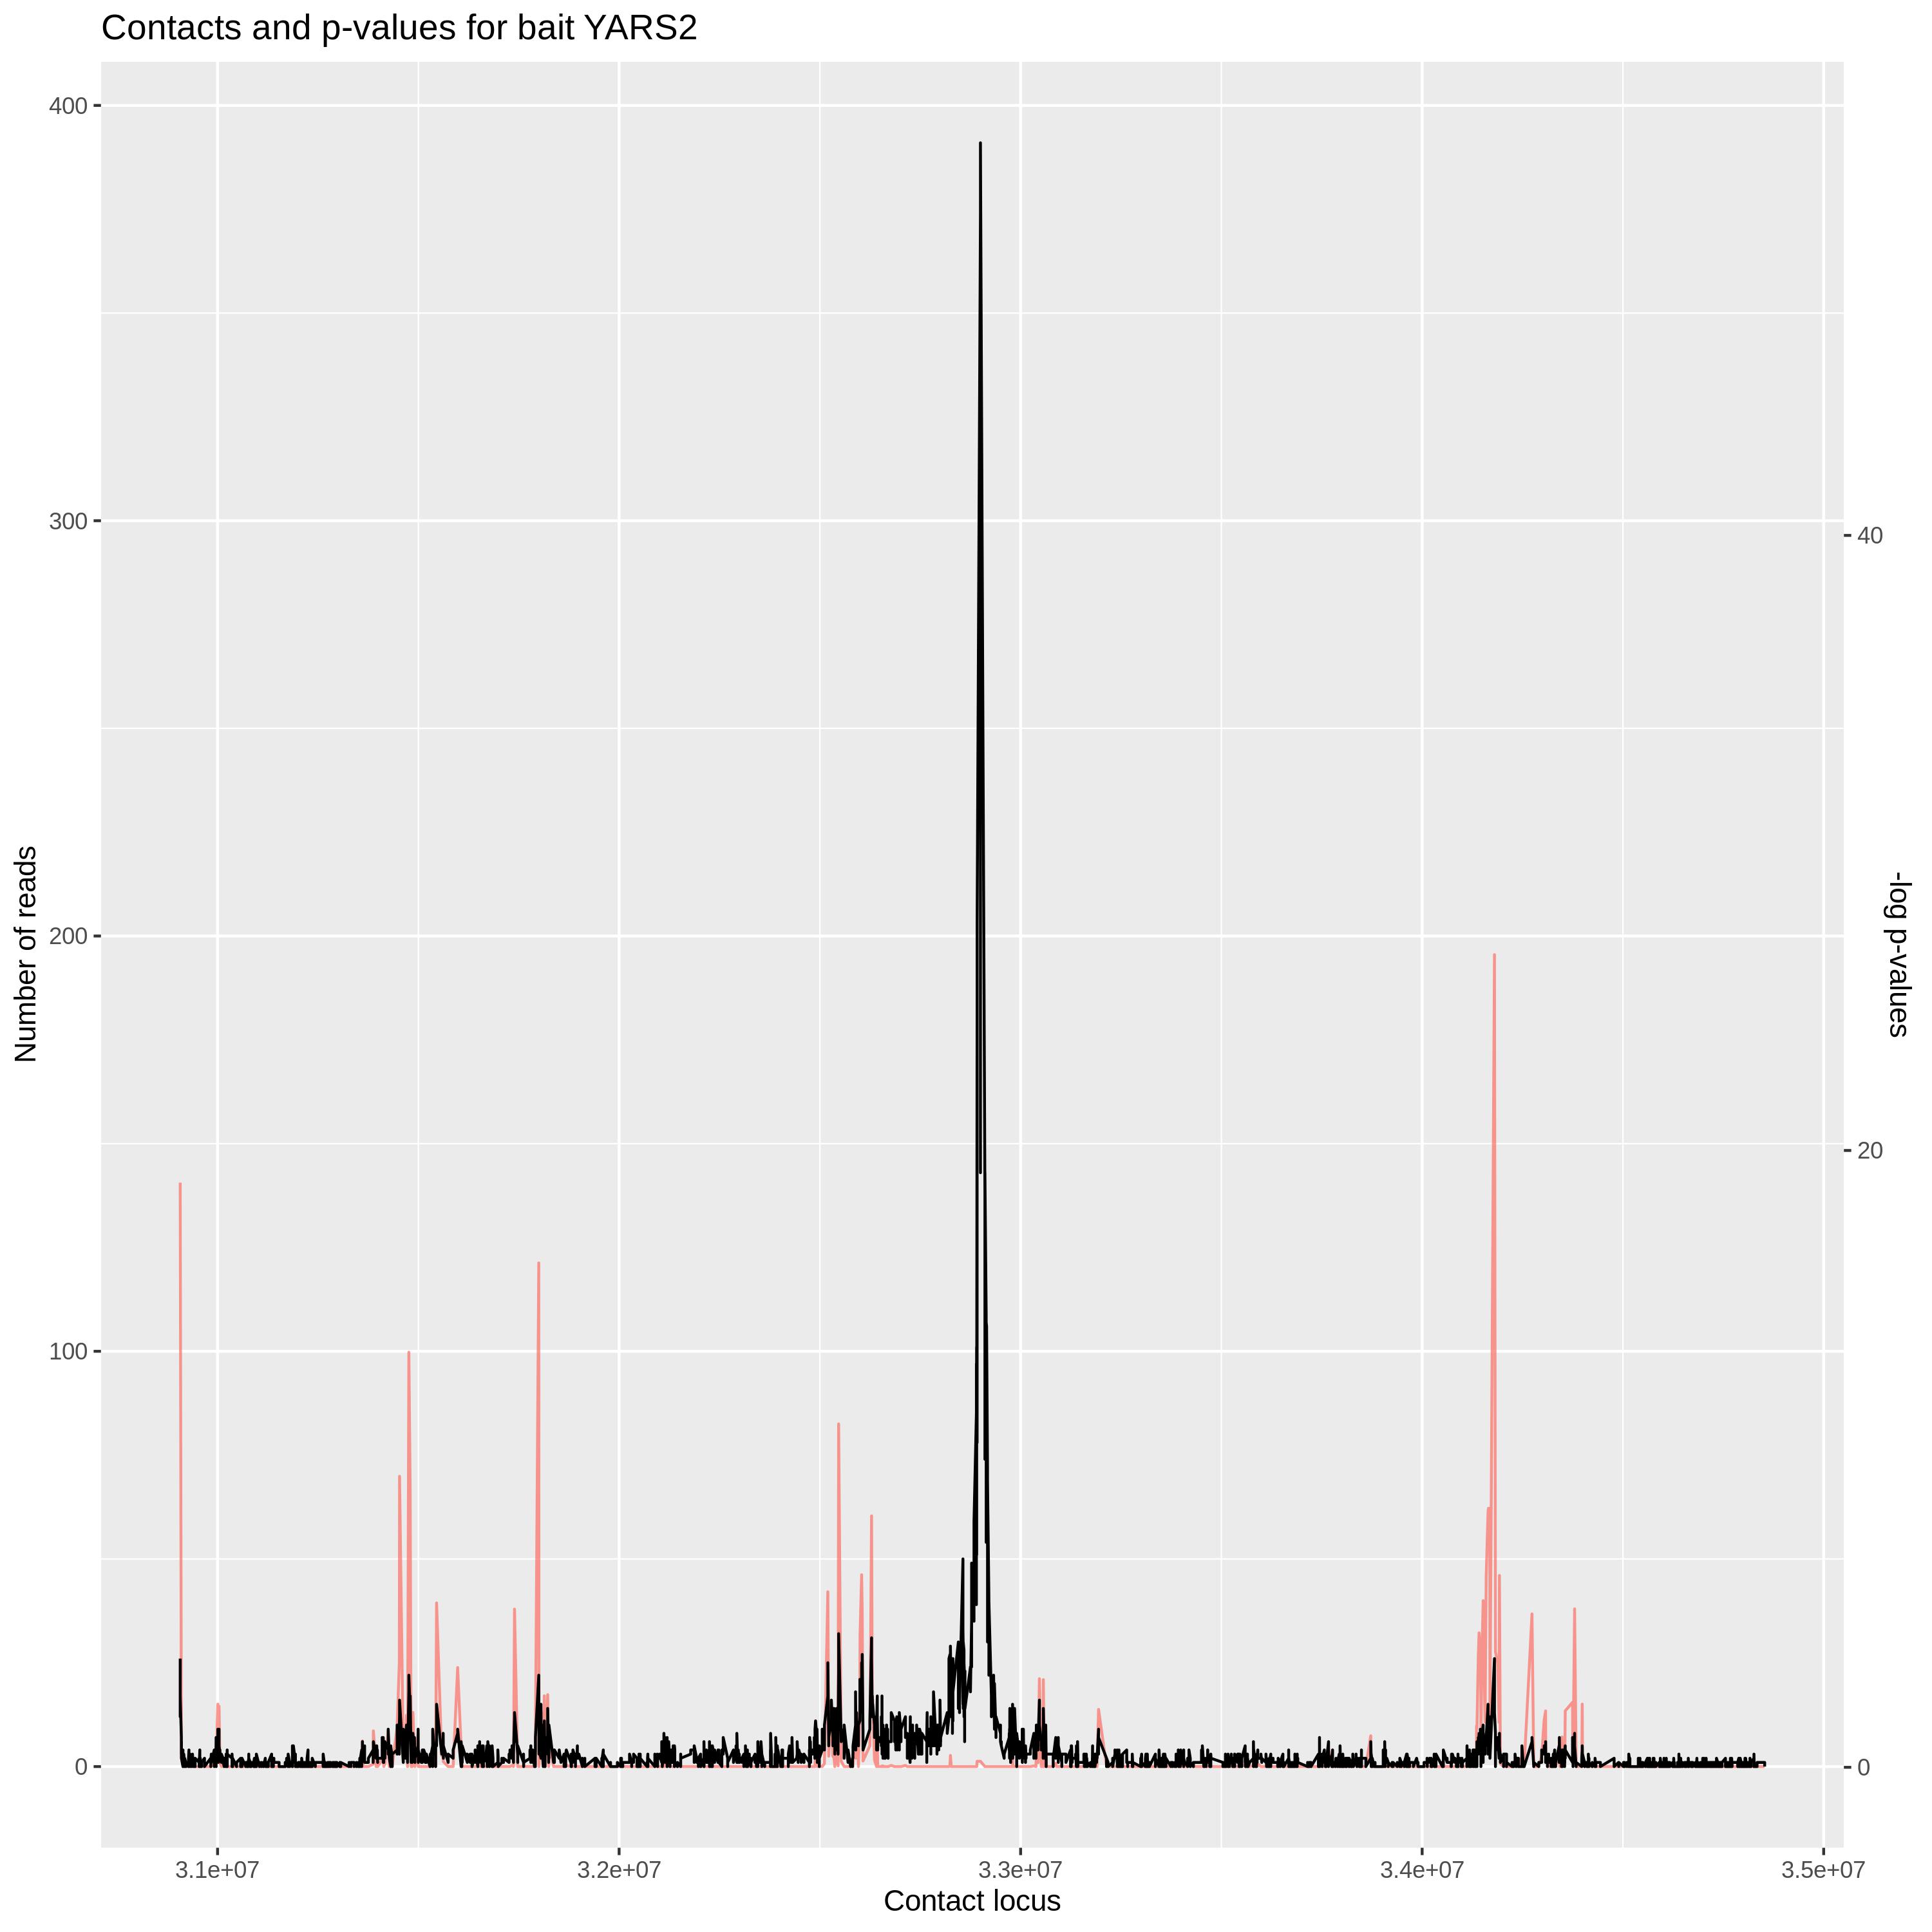 Contacts and p-values for bait YARS2
400
300
200
100
0
Number of reads
40
20
0
-log p-values
3.1e+07
3.2e+07
3.3e+07
3.4e+07
3.5e+07
Contact locus